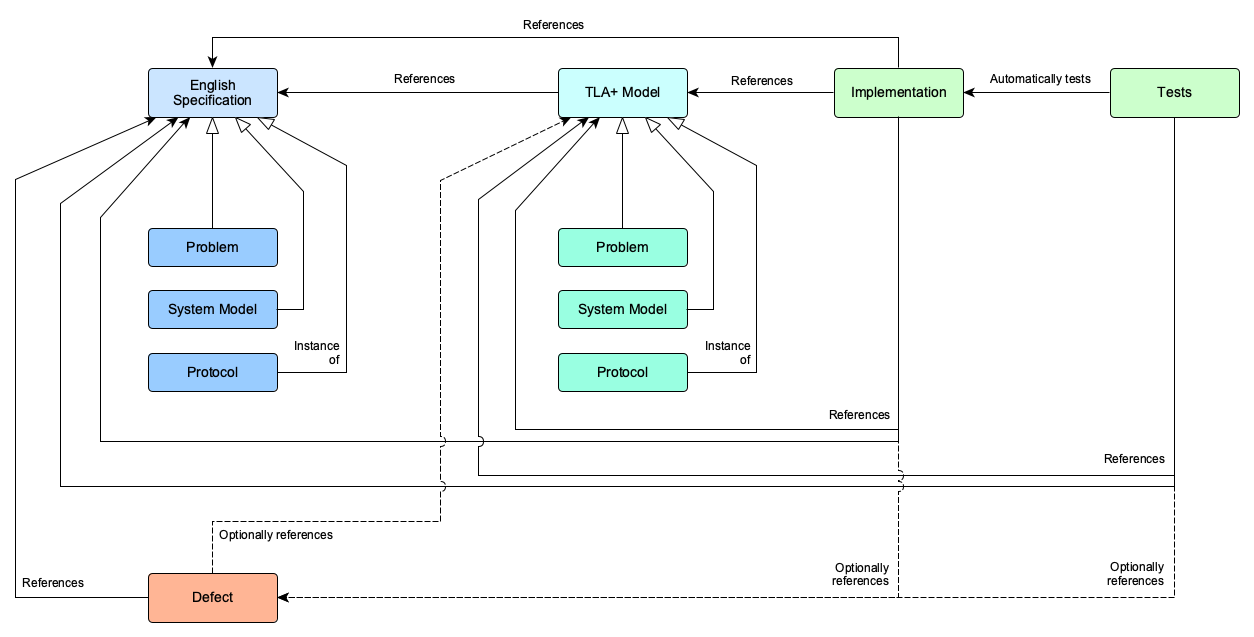 References
English
Specification
References
TLA+ Model
References
Implementation
Automatically tests
Tests
Problem
System Model
Instance
of
Protocol
Problem
System Model
Instance
of
Protocol
References
References
Optionally references
References
Defect
Optionally
references
Optionally
references